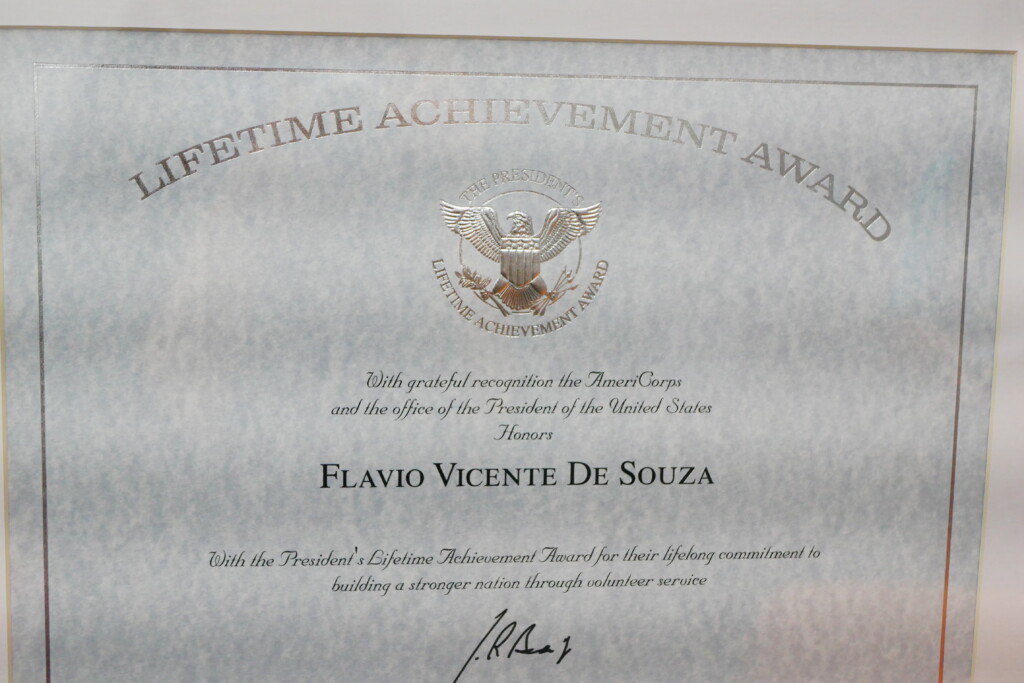 LIFETIME ACHIEVEMENT AWARD
THE PRESIDENT'S
LIFETIME ACHIEVEMENT AWARD
With grateful recognition the AmeriCorps
and the office of the President of the United States
Honors
FLAVIO VICENTE DE SOUZA
With the President's Lifetime Achievement Award for their lifelong commitment to
building a stronger nation through volunteer service